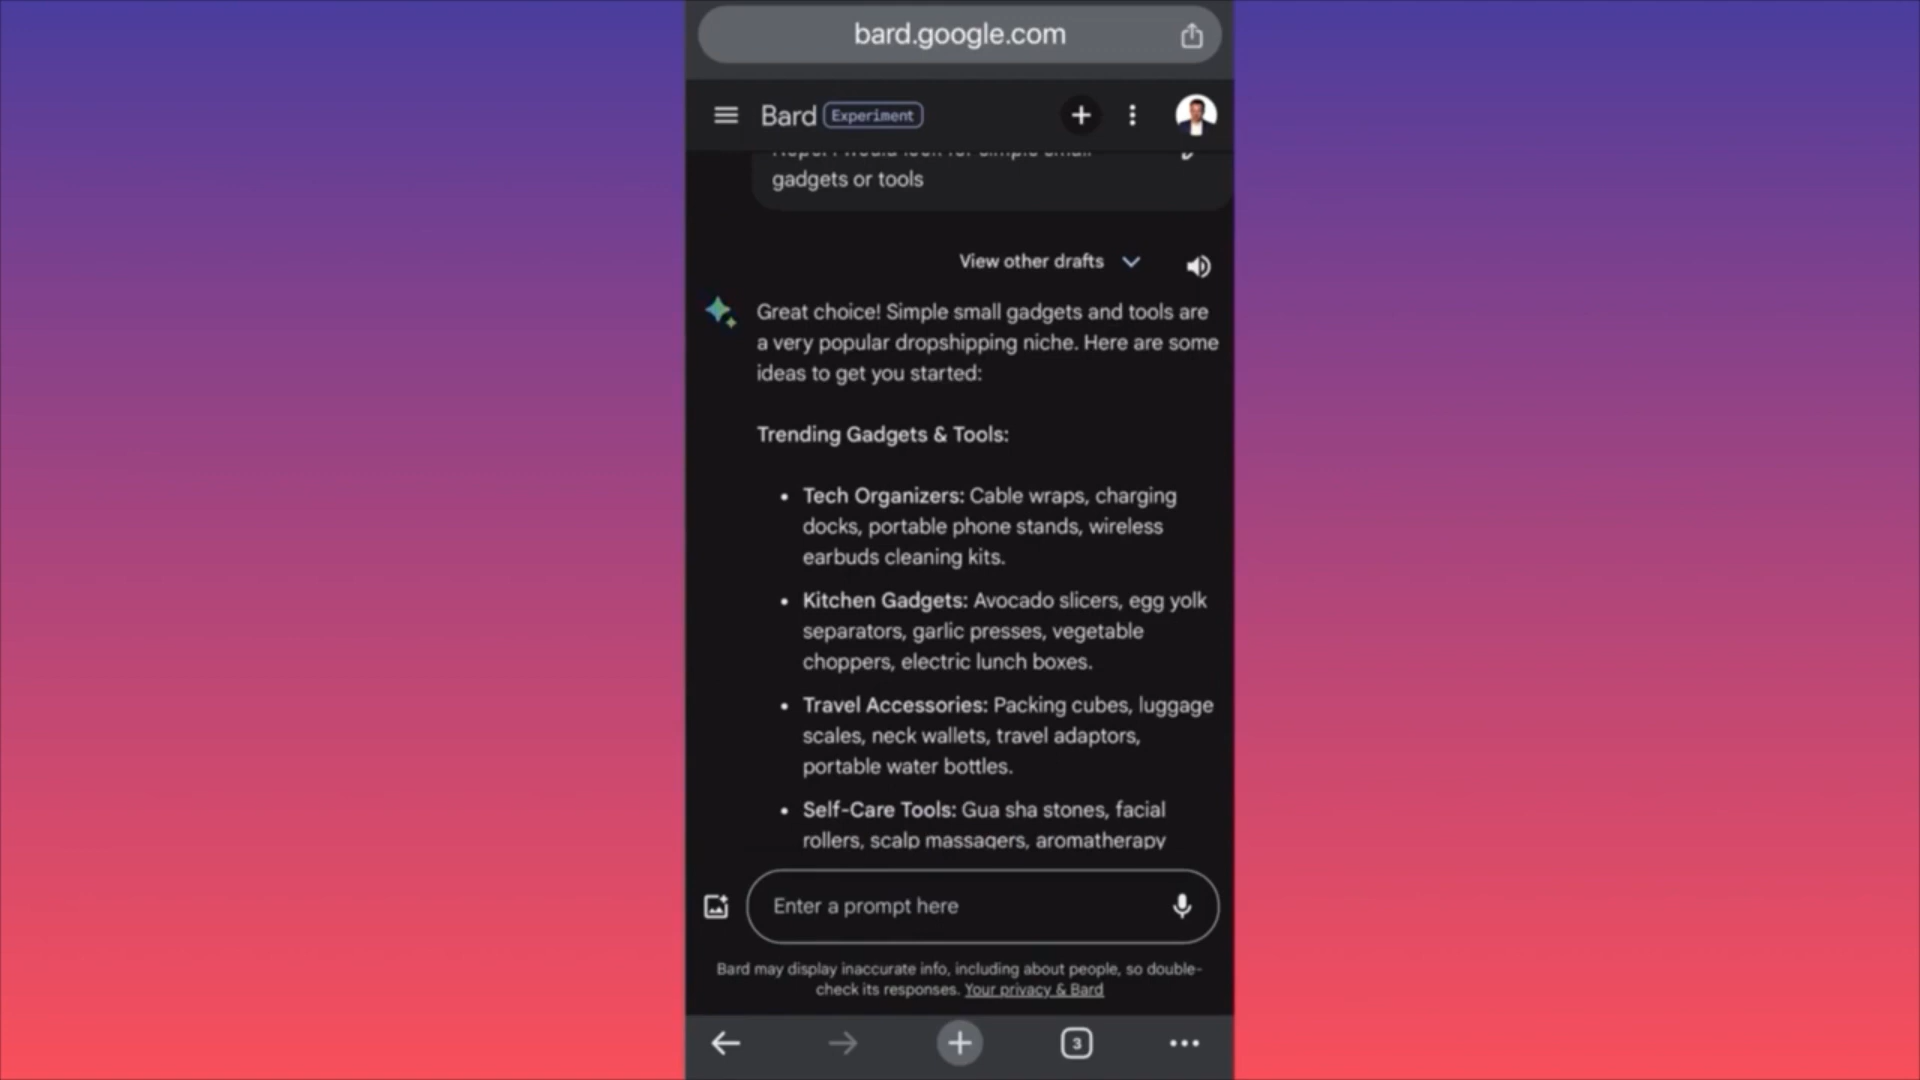 bard.google.com
Bard Experiment
gadgets or tools
View other drafts
Great choice! Simple small gadgets and tools are
a very popular dropshipping niche. Here are some
ideas to get you started:
Trending Gadgets & Tools:
• Tech Organizers: Cable wraps, charging
docks, portable phone stands, wireless
earbuds cleaning kits.
• Kitchen Gadgets: Avocado slicers, egg yolk
separators, garlic presses, vegetable
choppers, electric lunch boxes.
• Travel Accessories: Packing cubes, luggage
scales, neck wallets, travel adaptors,
portable water bottles.
• Self-Care Tools: Gua sha stones, facial
rollers, scalp massagers, aromatherapy
Enter a prompt here
Bard may display inaccurate info, including about people, so double-
check its responses. Your privacy & Bard
3